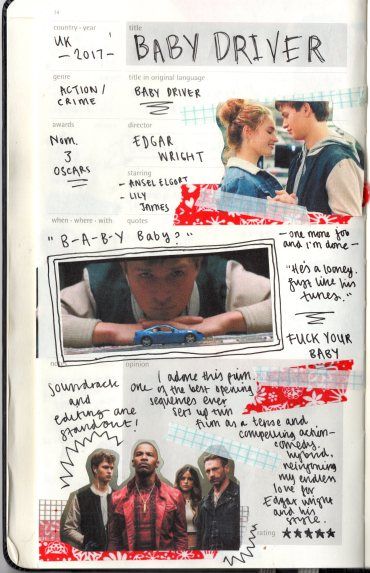 14
country - year
title
UK
- 2017 -
BABY DRIVER
genre
title in original language
ACTION /
CRIME
BABY DRIVER
awards
director
Nom.
3
OSCARS
EDGAR
WRIGHT
starring
- ANSEL ELGORT
- LILY
JAMES
when - where - with
quotes
"B-A-B-Y Baby?"
- one more job
and i'm done -
"He's a looney.
just like his
tunes."
FUCK YOUR
BABY
opinion
soundtrack
and
editing are
standout!
I adore this film.
one of the best opening
sequences ever
sets up this
film as a tense and
compelling action-
comedy
hybrid,
my endless
love for
Edgar Wright
and his
style.
rating
★★★★★